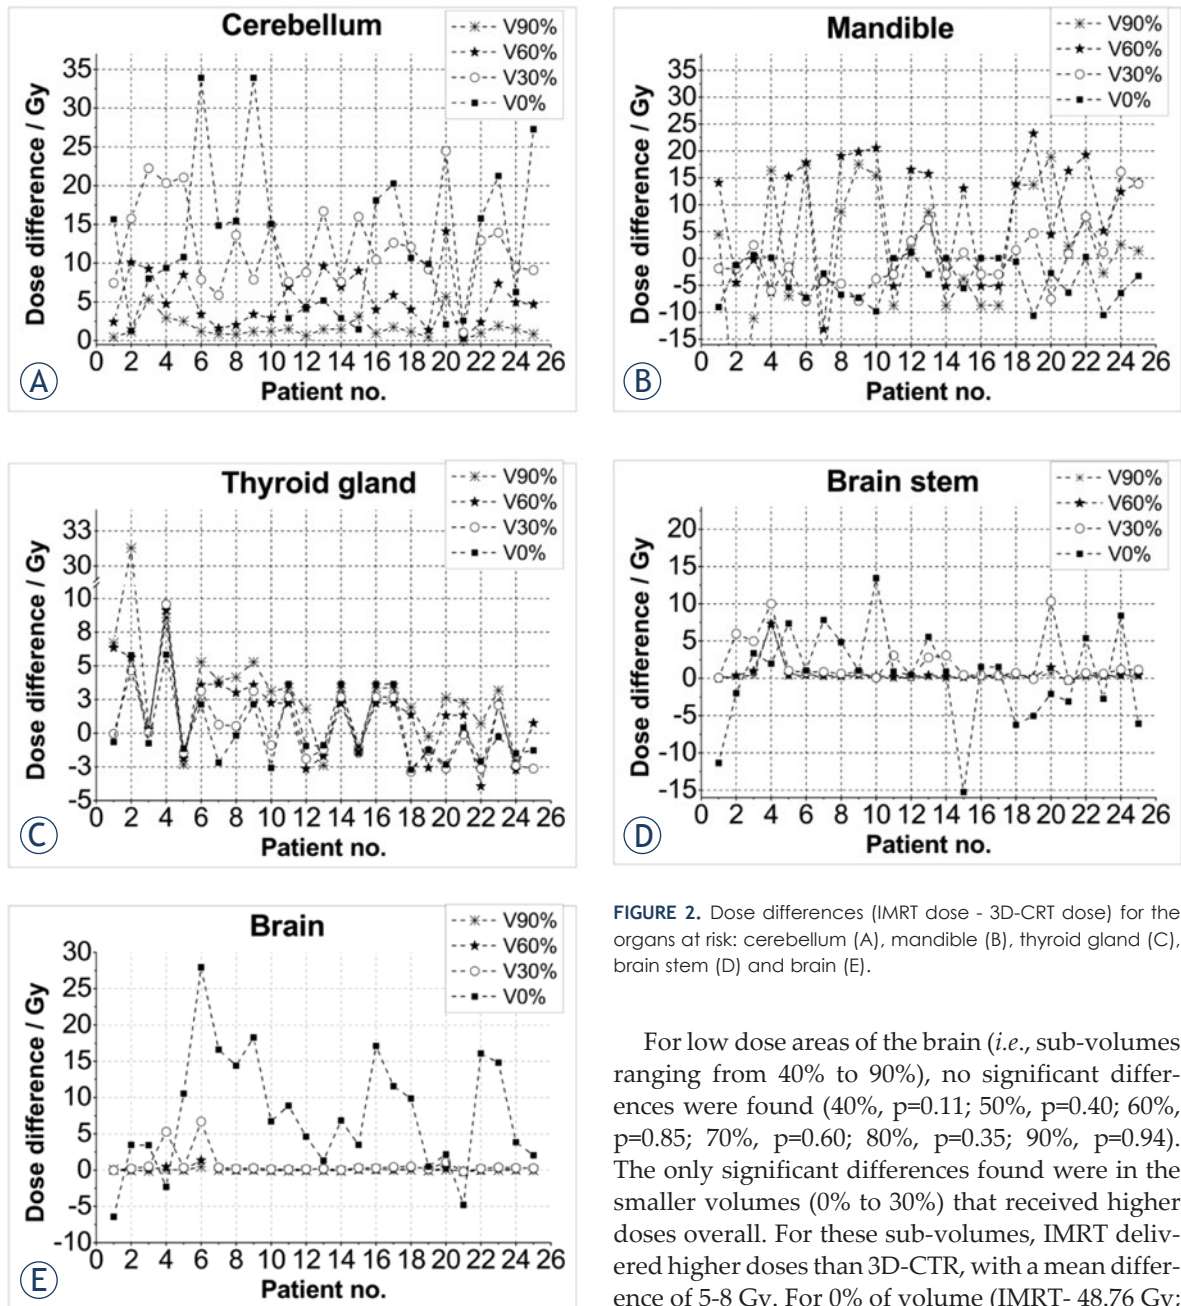 Cerebellum
V90%
V60%
V30%
V0%
Dose difference / Gy
35
30
25
20
15
10
5
0
0 2 4 6 8 10 12 14 16 18 20 22 24 26
Patient no.
A
Mandible
V90%
V60%
V30%
V0%
Dose difference / Gy
35
30
25
20
15
10
5
0
-5
-10
-15
0 2 4 6 8 10 12 14 16 18 20 22 24 26
Patient no.
B
Thyroid gland
V90%
V60%
V30%
V0%
Dose difference / Gy
33
30
10
8
5
3
0
-3
-5
0 2 4 6 8 10 12 14 16 18 20 22 24 26
Patient no.
C
Brain stem
V90%
V60%
V30%
V0%
Dose difference / Gy
20
15
10
5
0
-5
-10
-15
0 2 4 6 8 10 12 14 16 18 20 22 24 26
Patient no.
D
Brain
V90%
V60%
V30%
V0%
Dose difference / Gy
30
25
20
15
10
5
0
-5
-10
0 2 4 6 8 10 12 14 16 18 20 22 24 26
Patient no.
E
FIGURE 2. Dose differences (IMRT dose - 3D-CRT dose) for the
organs at risk: cerebellum (A), mandible (B), thyroid gland (C),
brain stem (D) and brain (E).
For low dose areas of the brain (i.e., sub-volumes
ranging from 40% to 90%), no significant differ-
ences were found (40%, p=0.11; 50%, p=0.40; 60%,
p=0.85; 70%, p=0.60; 80%, p=0.35; 90%, p=0.94).
The only significant differences found were in the
smaller volumes (0% to 30%) that received higher
doses overall. For these sub-volumes, IMRT deliv-
ered higher doses than 3D-CTR, with a mean differ-
ence of 5-8 Gy. For 0% of volume (IMRT- 48.76 Gy;